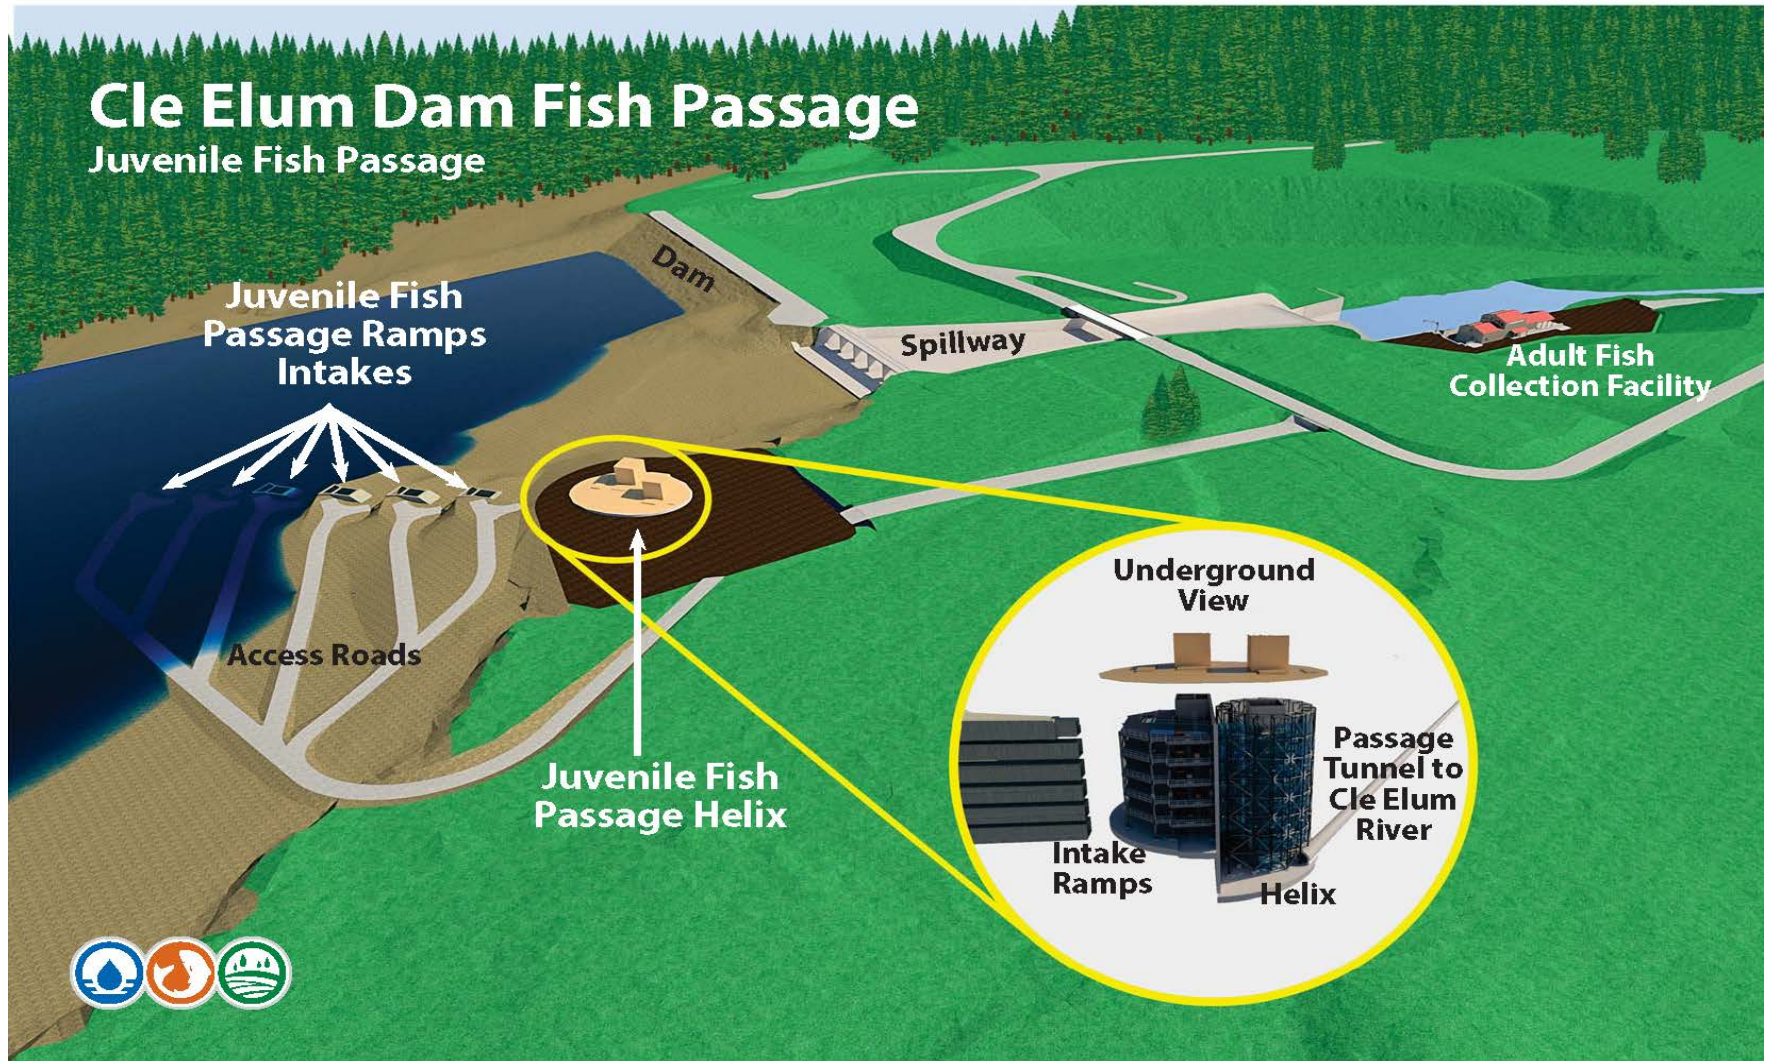 Cle Elum Dam Fish Passage
Juvenile Fish Passage
Dam
Juvenile Fish
Passage Ramps
Intakes
Spillway
Adult Fish
Collection Facility
Access Roads
Juvenile Fish
Passage Helix
Underground
View
Passage
Tunnel to
Cle Elum
River
Intake
Ramps
Helix